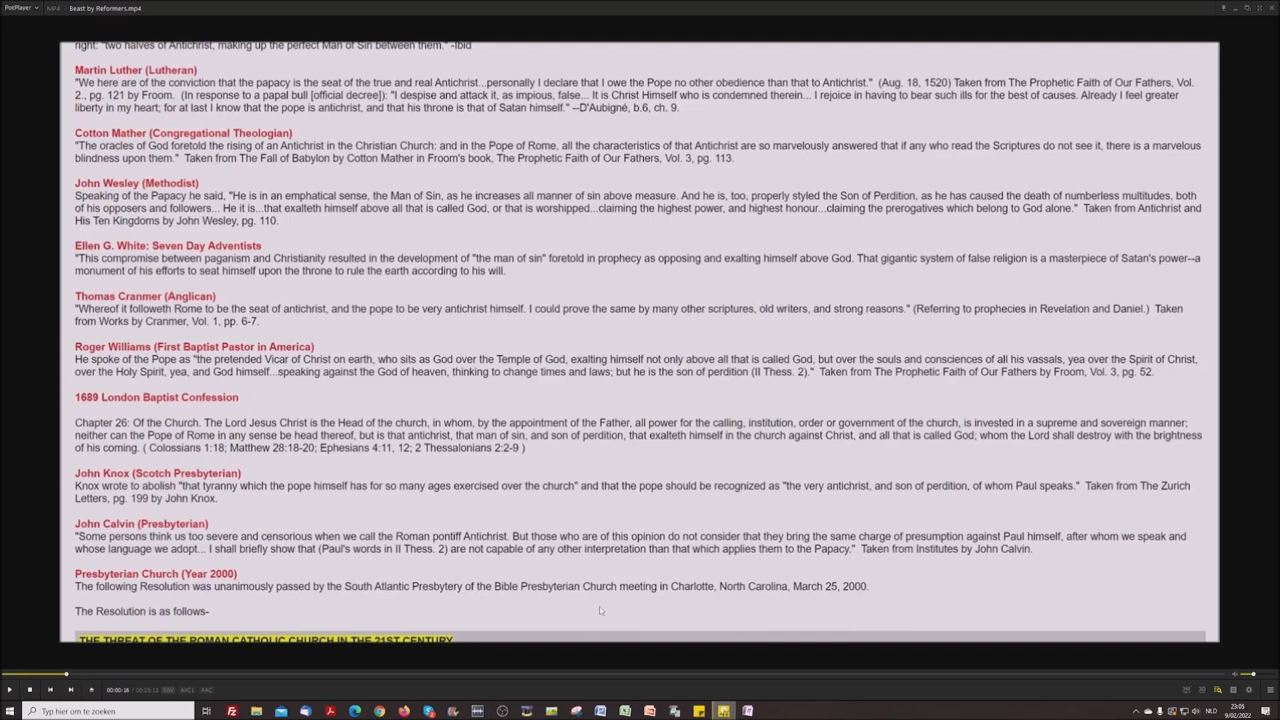 PotPlayer
MP4
Beast by Reformers.mp4
right: "two halves of Antichrist, making up the perfect Man of Sin between them." -Ibid
Martin Luther (Lutheran)
"We here are of the conviction that the papacy is the seat of the true and real Antichrist...personally I declare that I owe the Pope no other obedience than that to Antichrist." (Aug. 18, 1520) Taken from The Prophetic Faith of Our Fathers, Vol.
2., pg. 121 by Froom. (In response to a papal bull [official decree]): "I despise and attack it, as impious, false... It is Christ Himself who is condemned therein... I rejoice in having to bear such ills for the best of causes. Already I feel greater
liberty in my heart; for at last I know that the pope is antichrist, and that his throne is that of Satan himself." --D'Aubigné, b.6, ch. 9.
Cotton Mather (Congregational Theologian)
"The oracles of God foretold the rising of an Antichrist in the Christian Church: and in the Pope of Rome, all the characteristics of that Antichrist are so marvelously answered that if any who read the Scriptures do not see it, there is a marvelous
blindness upon them." Taken from The Fall of Babylon by Cotton Mather in Froom's book, The Prophetic Faith of Our Fathers, Vol. 3, pg. 113.
John Wesley (Methodist)
Speaking of the Papacy he said, "He is in an emphatical sense, the Man of Sin, as he increases all manner of sin above measure. And he is, too, properly styled the Son of Perdition, as he has caused the death of numberless multitudes, both
of his opposers and followers... He it is...that exalteth himself above all that is called God, or that is worshipped...claiming the highest power, and highest honour...claiming the prerogatives which belong to God alone." Taken from Antichrist and
His Ten Kingdoms by John Wesley, pg. 110.
Ellen G. White: Seven Day Adventists
"This compromise between paganism and Christianity resulted in the development of "the man of sin" foretold in prophecy as opposing and exalting himself above God. That gigantic system of false religion is a masterpiece of Satan's power--a
monument of his efforts to seat himself upon the throne to rule the earth according to his will.
Thomas Cranmer (Anglican)
"Whereof it followeth Rome to be the seat of antichrist, and the pope to be very antichrist himself. I could prove the same by many other scriptures, old writers, and strong reasons." (Referring to prophecies in Revelation and Daniel.) Taken
from Works by Cranmer, Vol. 1, pp. 6-7.
Roger Williams (First Baptist Pastor in America)
He spoke of the Pope as "the pretended Vicar of Christ on earth, who sits as God over the Temple of God, exalting himself not only above all that is called God, but over the souls and consciences of all his vassals, yea over the Spirit of Christ,
over the Holy Spirit, yea, and God himself...speaking against the God of heaven, thinking to change times and laws; but he is the son of perdition (II Thess. 2)." Taken from The Prophetic Faith of Our Fathers by Froom, Vol. 3, pg. 52.
1689 London Baptist Confession
Chapter 26: Of the Church. The Lord Jesus Christ is the Head of the church, in whom, by the appointment of the Father, all power for the calling, institution, order or government of the church, is invested in a supreme and sovereign manner;
neither can the Pope of Rome in any sense be head thereof, but is that antichrist, that man of sin, and son of perdition, that exalteth himself in the church against Christ, and all that is called God; whom the Lord shall destroy with the brightness
of his coming. ( Colossians 1:18; Matthew 28:18-20; Ephesians 4:11, 12; 2 Thessalonians 2:2-9 )
John Knox (Scotch Presbyterian)
Knox wrote to abolish "that tyranny which the pope himself has for so many ages exercised over the church" and that the pope should be recognized as "the very antichrist, and son of perdition, of whom Paul speaks." Taken from The Zurich
Letters, pg. 199 by John Knox.
John Calvin (Presbyterian)
"Some persons think us too severe and censorious when we call the Roman pontiff Antichrist. But those who are of this opinion do not consider that they bring the same charge of presumption against Paul himself, after whom we speak and
whose language we adopt... I shall briefly show that (Paul's words in II Thess. 2) are not capable of any other interpretation than that which applies them to the Papacy." Taken from Institutes by John Calvin.
Presbyterian Church (Year 2000)
The following Resolution was unanimously passed by the South Atlantic Presbytery of the Bible Presbyterian Church meeting in Charlotte, North Carolina, March 25, 2000.
The Resolution is as follows-
THE THREAT OF THE ROMAN CATHOLIC CHURCH IN THE 21ST CENTURY
00:00:16
AVC1 AAC
Typ hier om te zoeken
NLD
23:05
9/02/2022